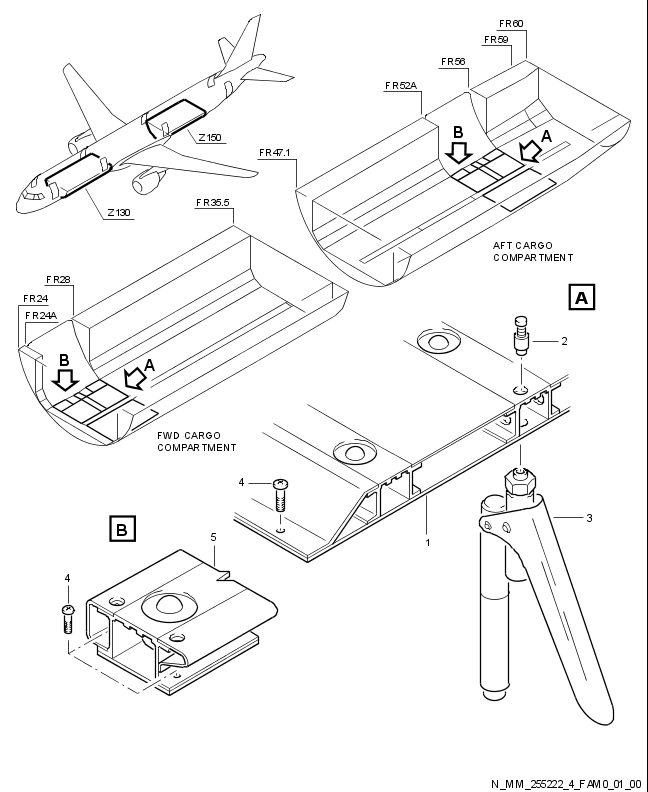 FR60
FR59
FR56
FR52A
B
A
Z150
FR47.1
FR35.5
Z130
AFT CARGO
COMPARTMENT
FR28
FR24
A
FR24A
2
B
A
FWD CARGO
COMPARTMENT
4
3
B
5
1
4
N_MM_255222_4_FAM0_01_00